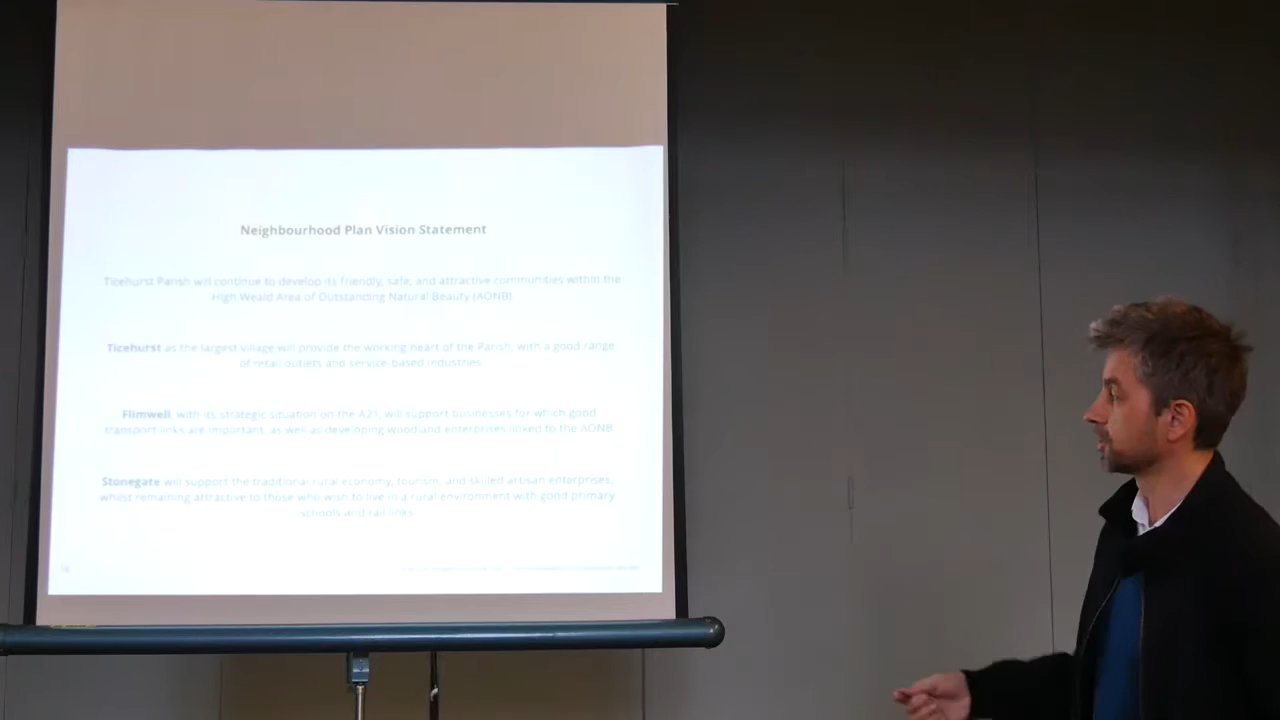 Neighbourhood Plan Vision Statement
Ticehurst Parish will continue to develop its friendly, safe, and attractive communities within the
High Weald Area of Outstanding Natural Beauty (AONB)
Ticehurst as the largest village will provide the working heart of the Parish, with a good range
of retail outlets and service-based industries
Flimwell, with its strategic situation on the A21, will support businesses for which good
transport links are important, as well as developing woodland enterprises linked to the AONB
Stonegate will support the traditional rural economy, tourism, and skilled artisan enterprises,
whilst remaining attractive to those who wish to live in a rural environment with good primary
schools and rail links